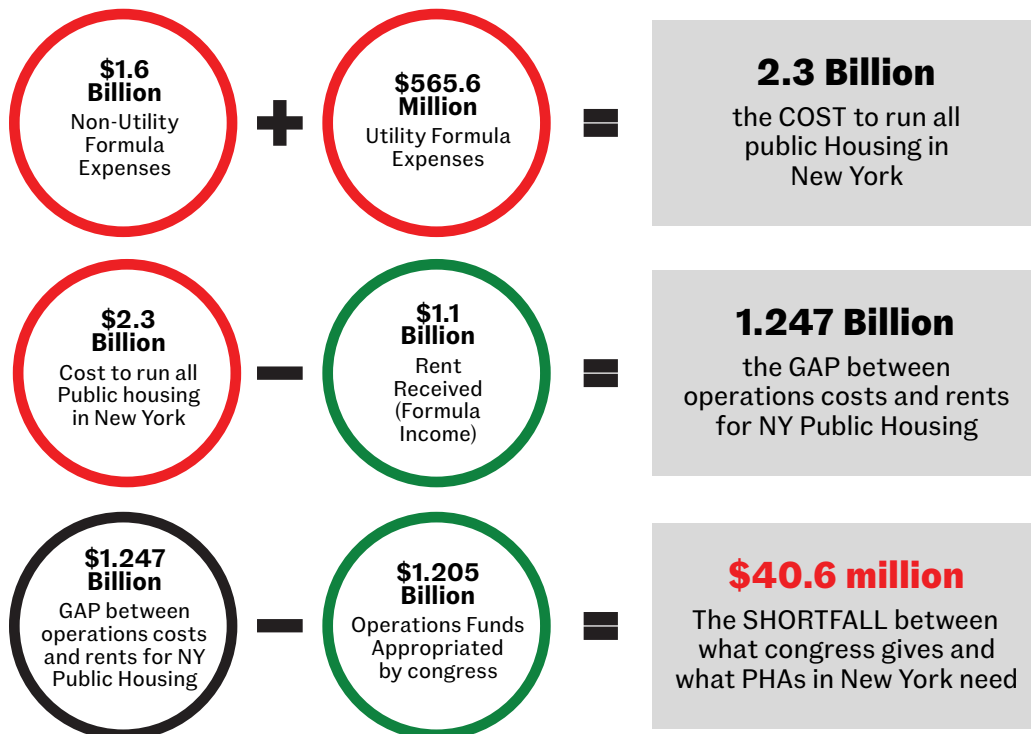 $1.6
Billion
Non-Utility
Formula
Expenses
+
$565.6
Million
Utility Formula
Expenses
=
2.3 Billion
the COST to run all
public Housing in
New York
$2.3
Billion
Cost to run all
Public housing
in New York
−
$1.1
Billion
Rent
Received
(Formula
Income)
=
1.247 Billion
the GAP between
operations costs and rents
for NY Public Housing
$1.247
Billion
GAP between
operations costs
and rents for NY
Public Housing
−
$1.205
Billion
Operations Funds
Appropriated
by congress
=
$40.6 million
The SHORTFALL between
what congress gives and
what PHAs in New York need